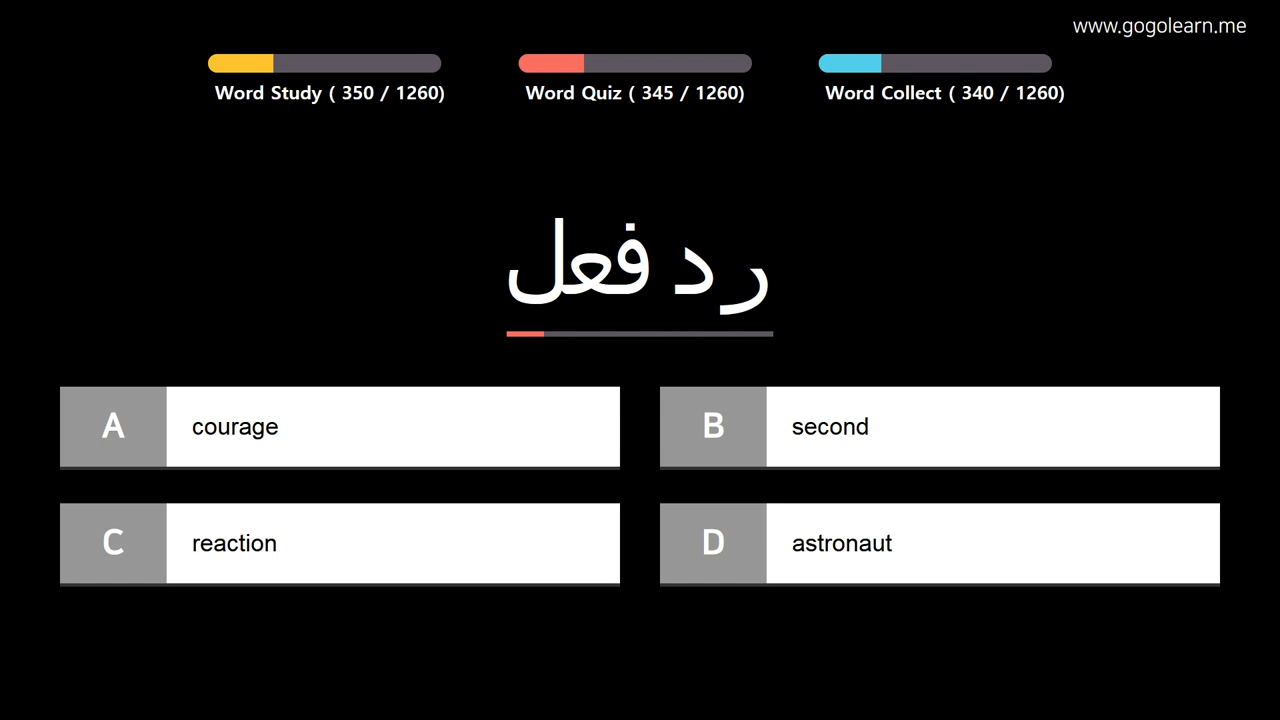 www.gogolearn.me
Word Study ( 350 / 1260)
Word Quiz ( 345 / 1260)
Word Collect ( 340 / 1260)
رد فعل
A courage
B second
C reaction
D astronaut